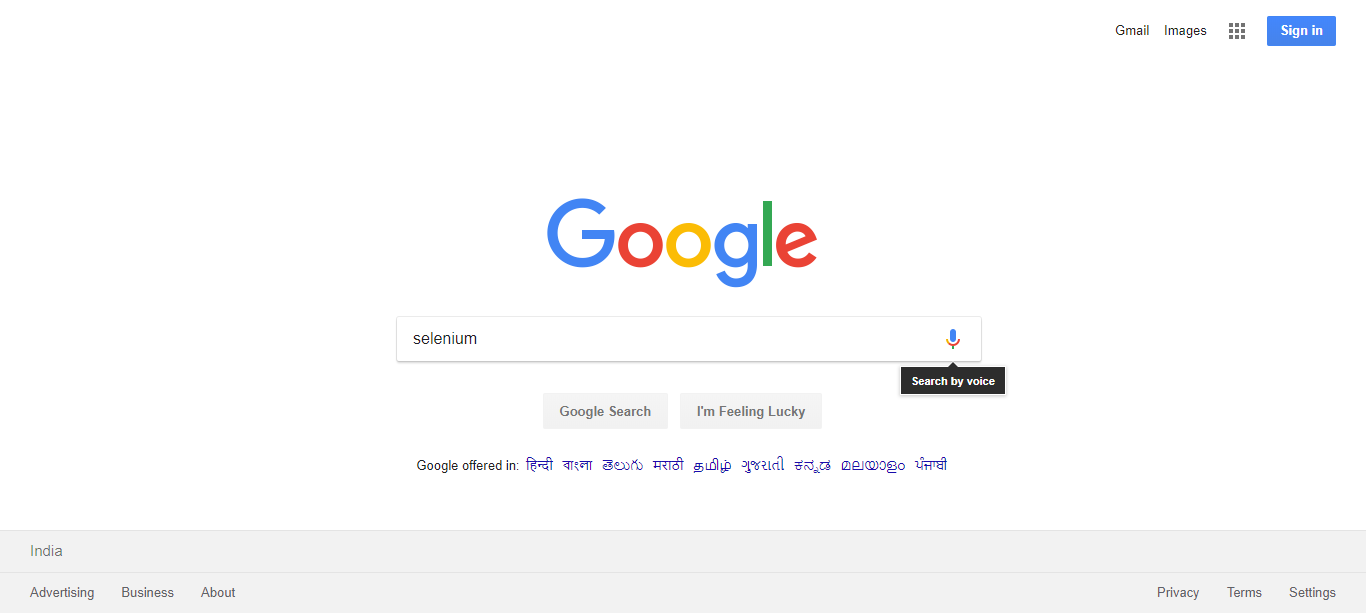 Gmail Images Sign in
Google
selenium
Search by voice
Google Search I'm Feeling Lucky
Google offered in: हिन्दी বাংলা తెలుగు मराठी தமிழ் ગુજરાતી ಕನ್ನಡ മലയാളം ਪੰਜਾਬੀ
India
Advertising Business About Privacy Terms Settings